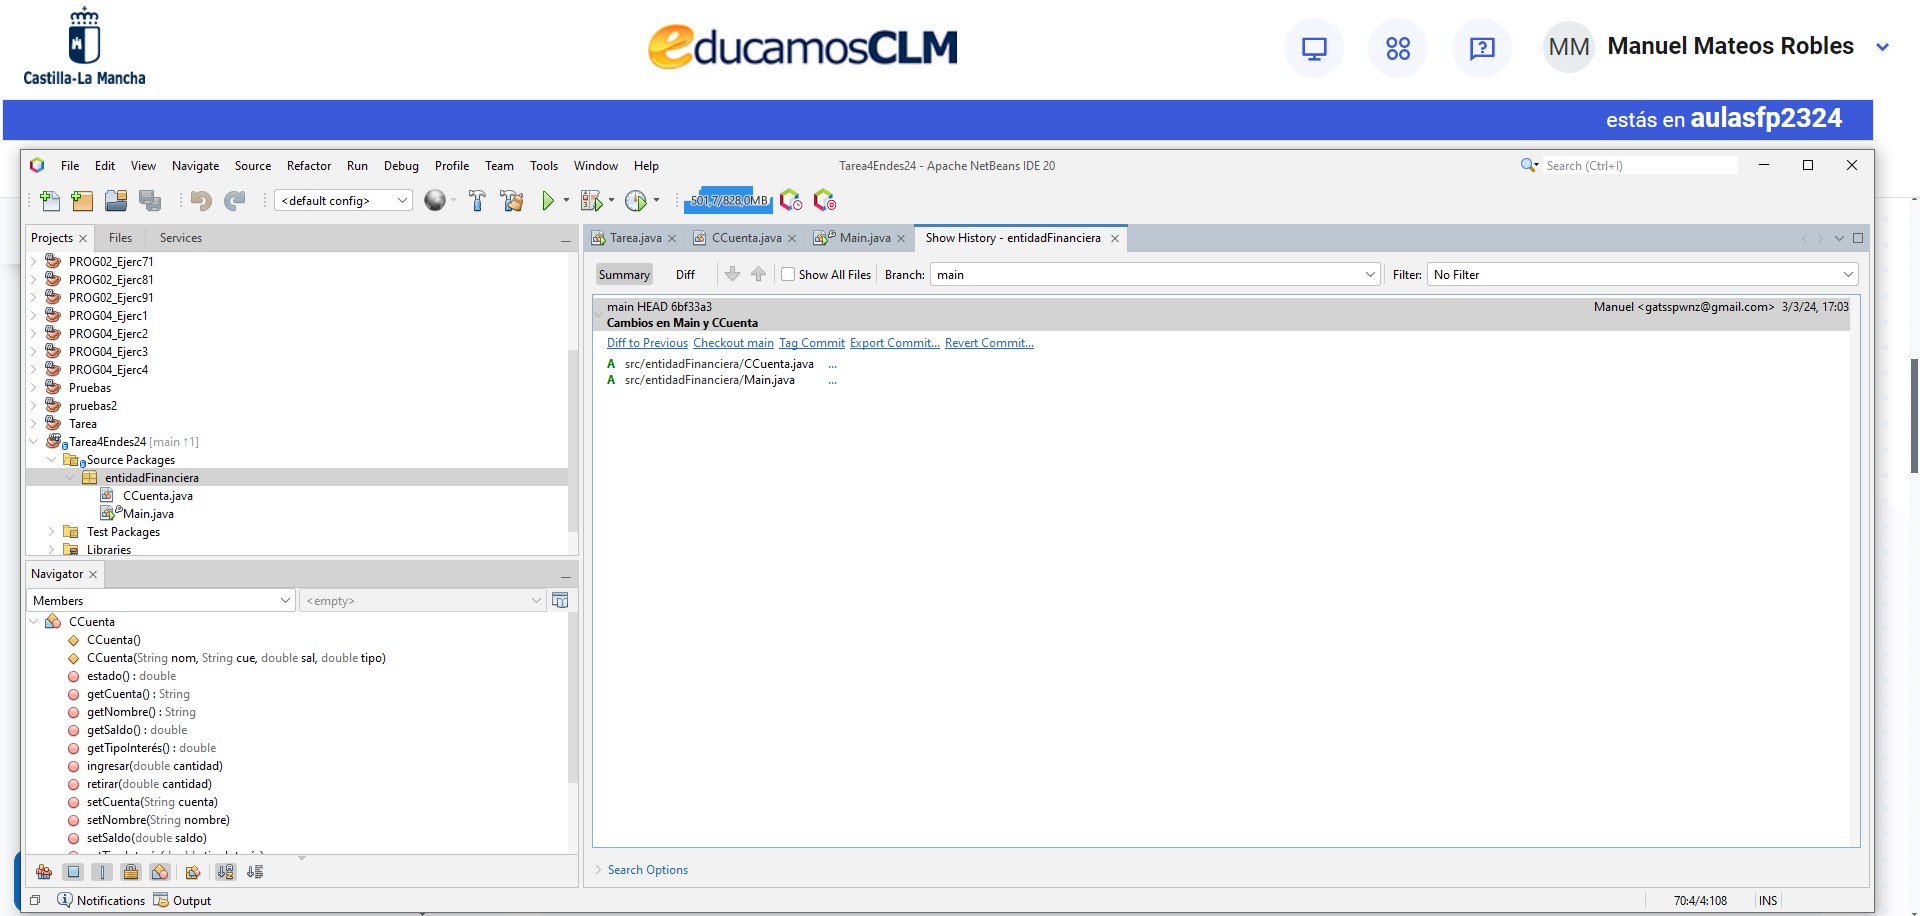 Castilla-La Mancha
educamosCLM
MM Manuel Mateos Robles
estás en aulasfp2324
File Edit View Navigate Source Refactor Run Debug Profile Team Tools Window Help
Tarea4Endes24 - Apache NetBeans IDE 20
Search (Ctrl+I)
<default config>
501,7/828,0MB
Projects Files Services
PROG02_Ejerc71
PROG02_Ejerc81
PROG02_Ejerc91
PROG04_Ejerc1
PROG04_Ejerc2
PROG04_Ejerc3
PROG04_Ejerc4
Pruebas
pruebas2
Tarea
Tarea4Endes24 [main ↑1]
Source Packages
entidadFinanciera
CCuenta.java
Main.java
Test Packages
Libraries
Navigator
Members <empty>
CCuenta
CCuenta()
CCuenta(String nom, String cue, double sal, double tipo)
estado() : double
getCuenta() : String
getNombre() : String
getSaldo() : double
getTipoInterés() : double
ingresar(double cantidad)
retirar(double cantidad)
setCuenta(String cuenta)
setNombre(String nombre)
setSaldo(double saldo)
Tarea.java CCuenta.java Main.java Show History - entidadFinanciera
Summary Diff Show All Files Branch: main Filter: No Filter
main HEAD 6bf33a3 Manuel <gatsspwnz@gmail.com> 3/3/24, 17:03
Cambios en Main y CCuenta
Diff to Previous Checkout main Tag Commit Export Commit... Revert Commit...
A src/entidadFinanciera/CCuenta.java ...
A src/entidadFinanciera/Main.java ...
Search Options
Notifications Output
70:4/4:108 INS